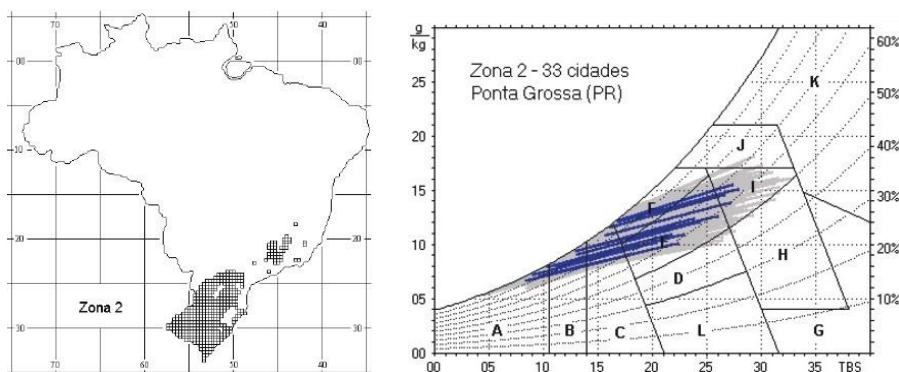 70
60
50
40
00
10
20
30
Zona 2
70
60
50
40
g
kg
Zona 2 - 33 cidades
Ponta Grossa (PR)
25
20
15
10
05
00
60%
50%
40%
30%
20%
10%
K
J
I
F
E
D
H
A
B
C
L
G
00
05
10
15
20
25
30
35
TBS